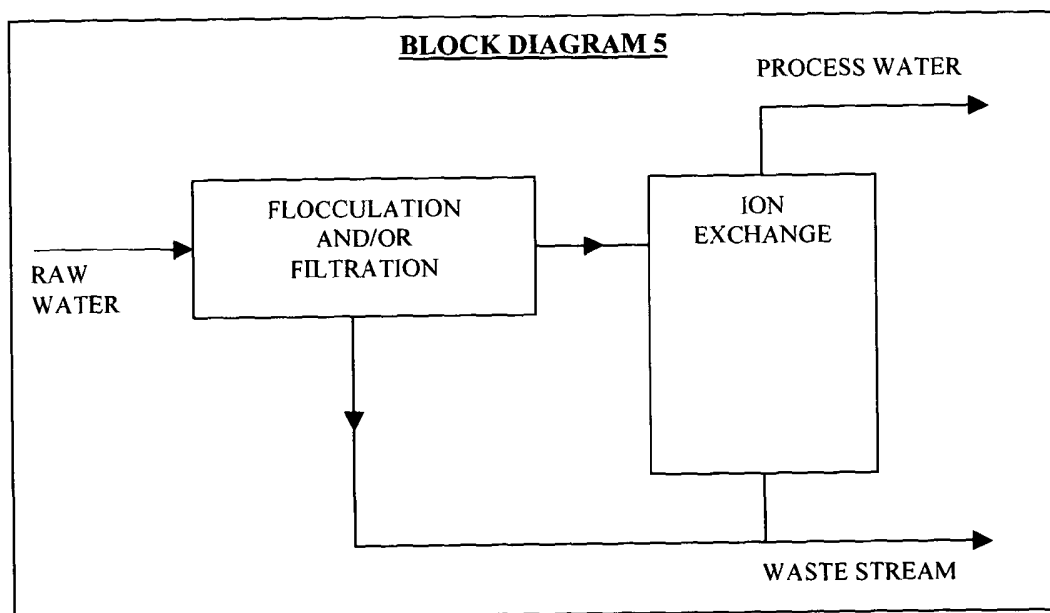 BLOCK DIAGRAM 5
PROCESS WATER
FLOCCULATION
AND/OR
FILTRATION
ION
EXCHANGE
RAW
WATER
WASTE STREAM